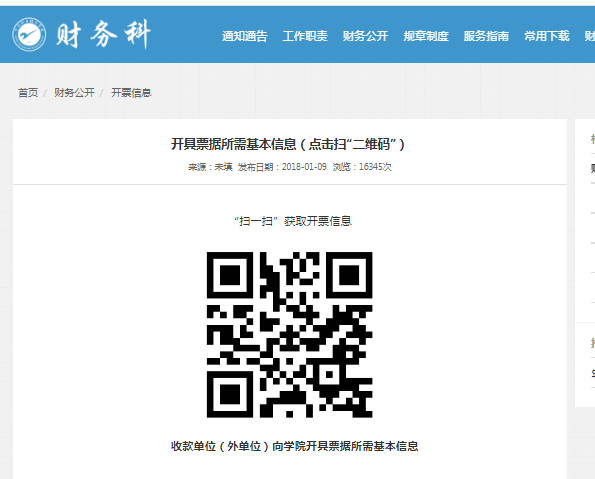 财务科
通知通告 工作职责 财务公开 规章制度 服务指南 常用下载
首页 / 财务公开 / 开票信息
开具票据所需基本信息（点击扫“二维码”）
来源：未填 发布日期：2018-01-09 浏览：16345次
“扫一扫” 获取开票信息
收款单位（外单位）向学院开具票据所需基本信息